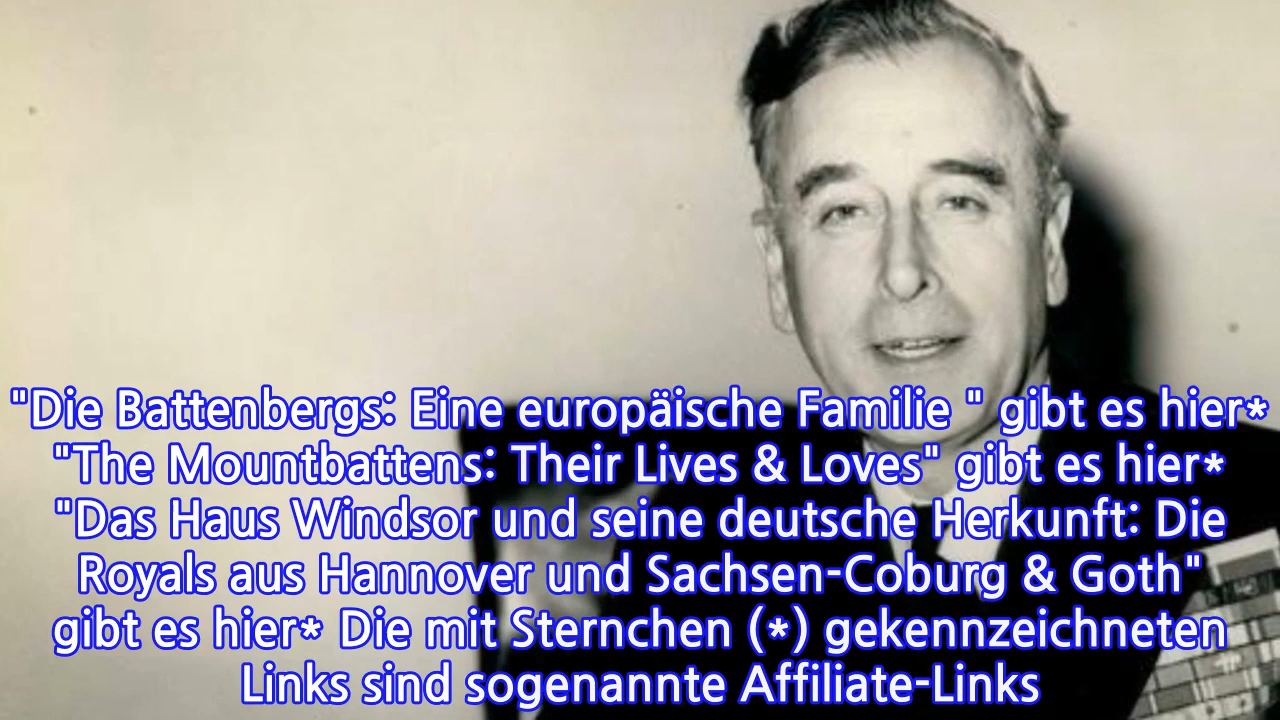 "Die Battenbergs: Eine europäische Familie " gibt es hier*
"The Mountbattens: Their Lives & Loves" gibt es hier*
"Das Haus Windsor und seine deutsche Herkunft: Die
Royals aus Hannover und Sachsen-Coburg & Goth"
gibt es hier* Die mit Sternchen (*) gekennzeichneten
Links sind sogenannte Affiliate-Links